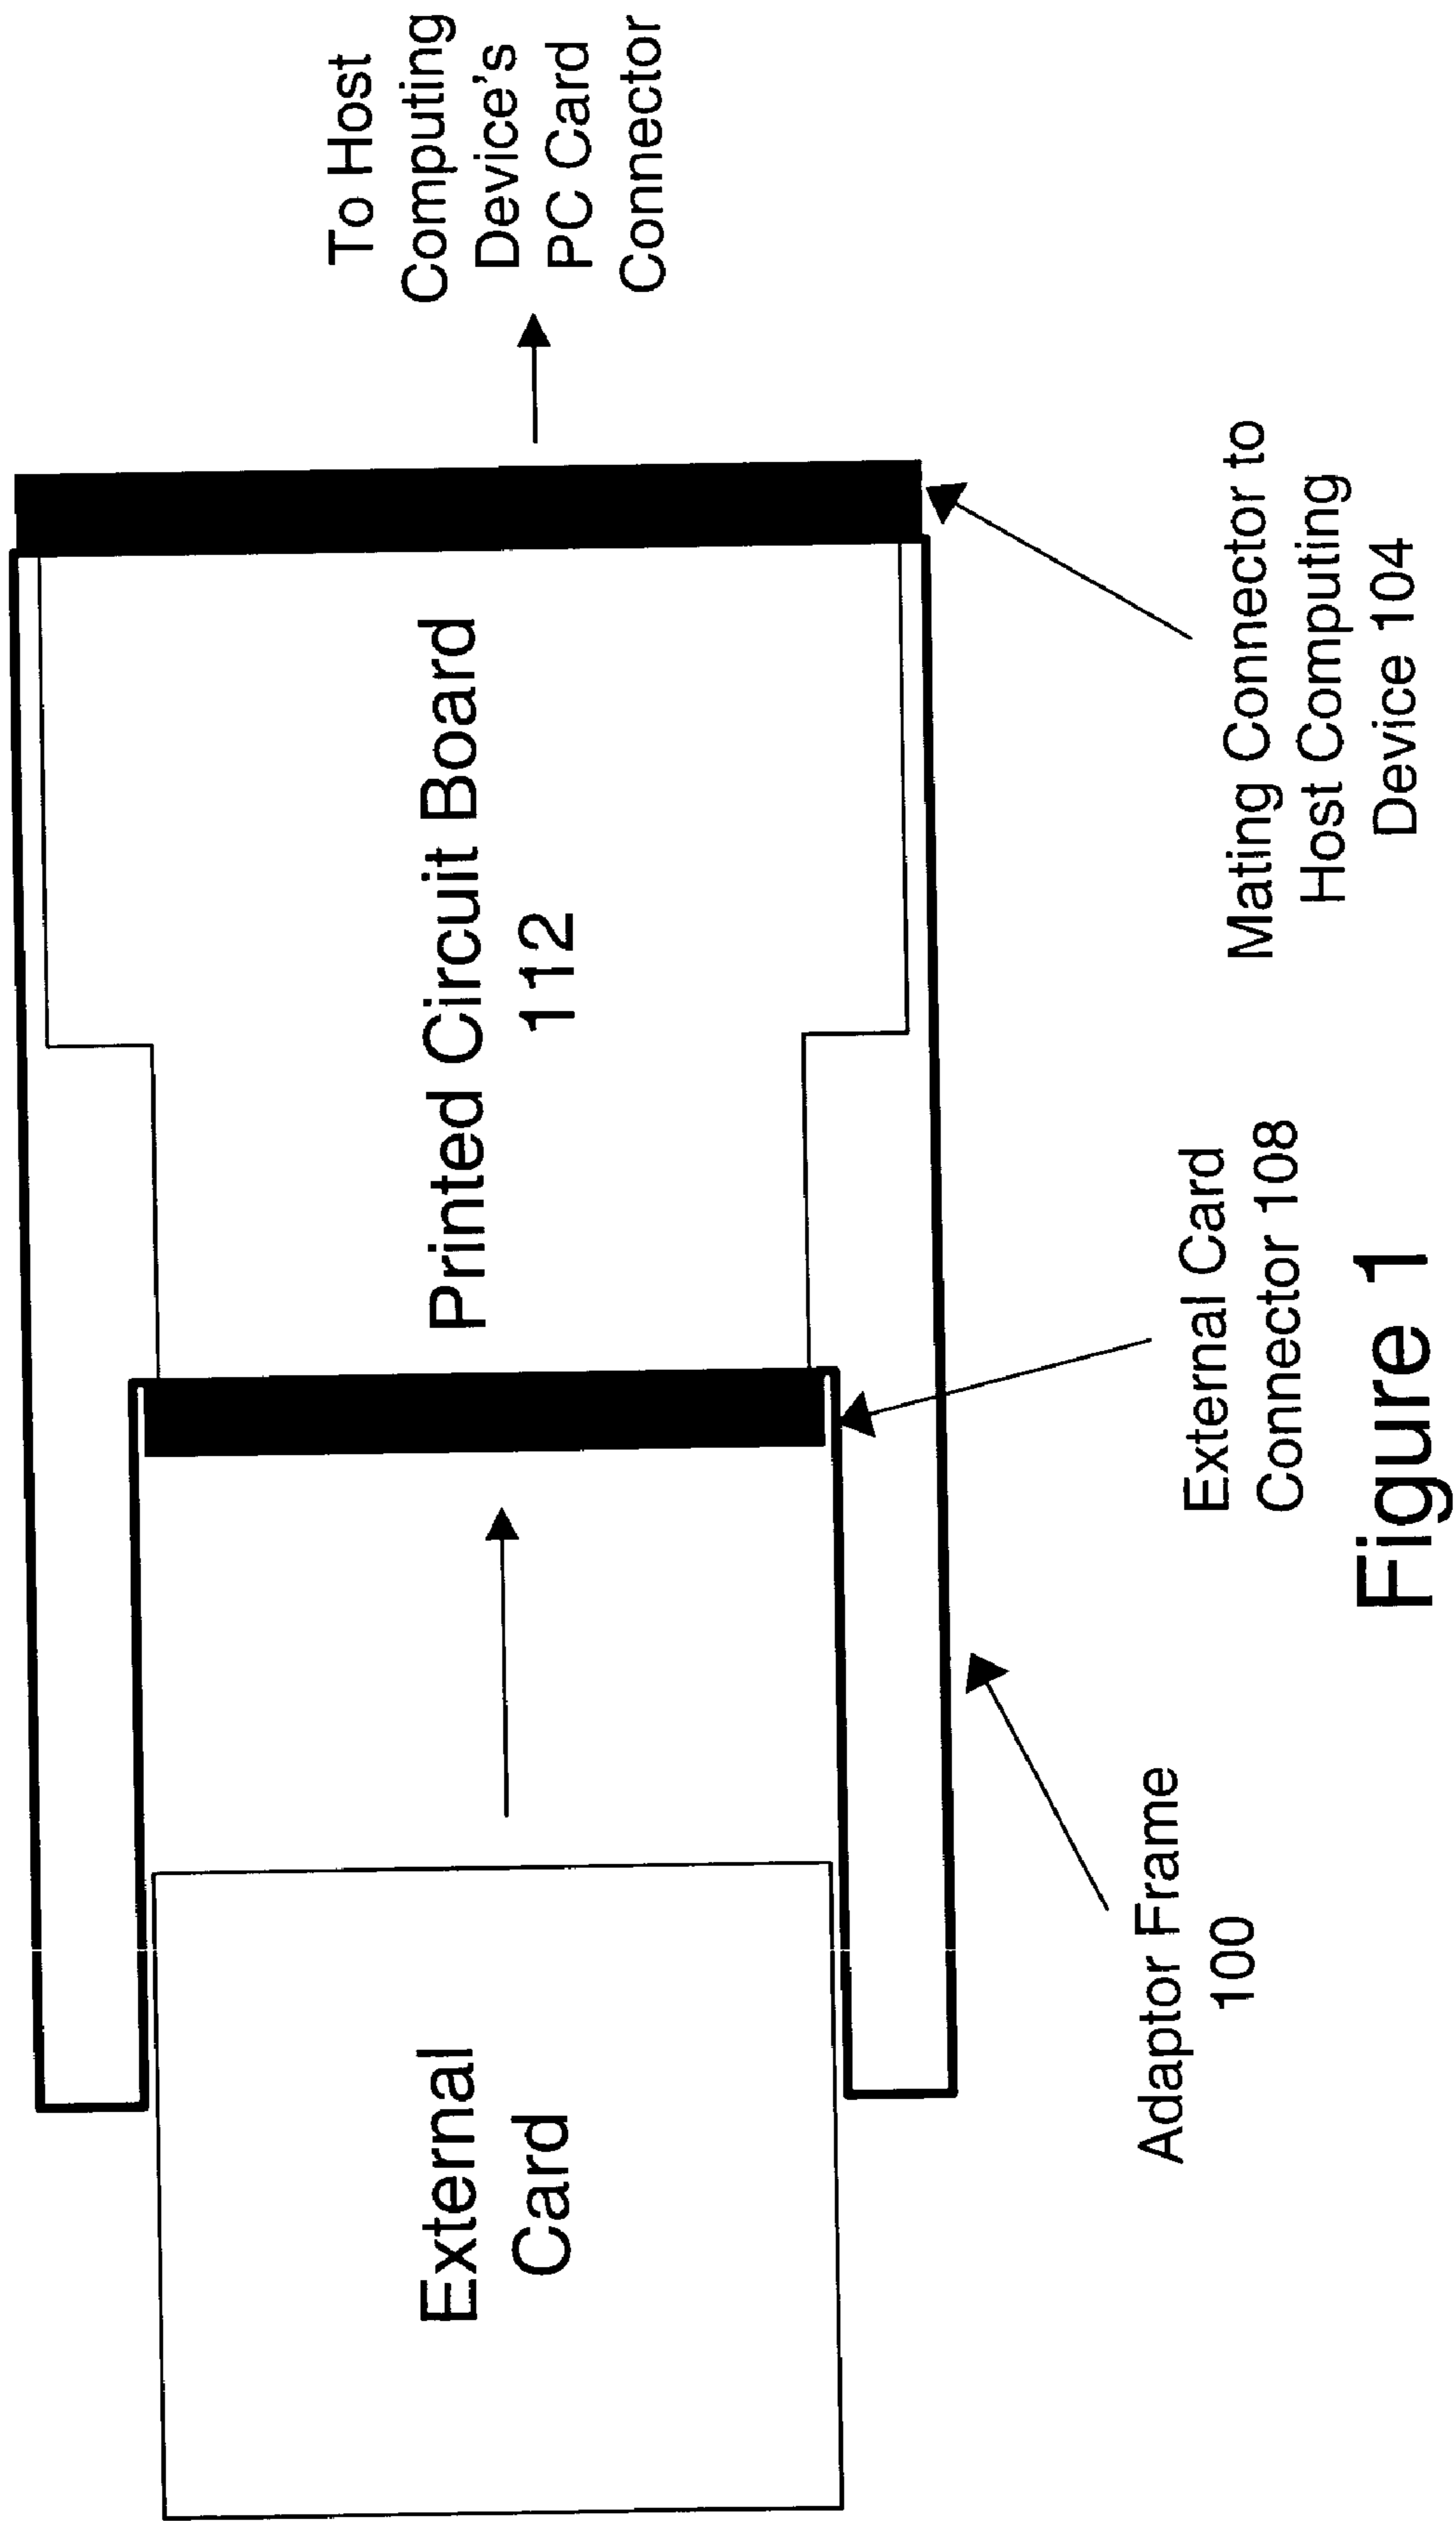 To Host
Computing
Device's
PC Card
Connector
Printed Circuit Board
112
External
Card
Mating Connector to
Host Computing
Device 104
External Card
Connector 108
Adaptor Frame
100
Figure 1